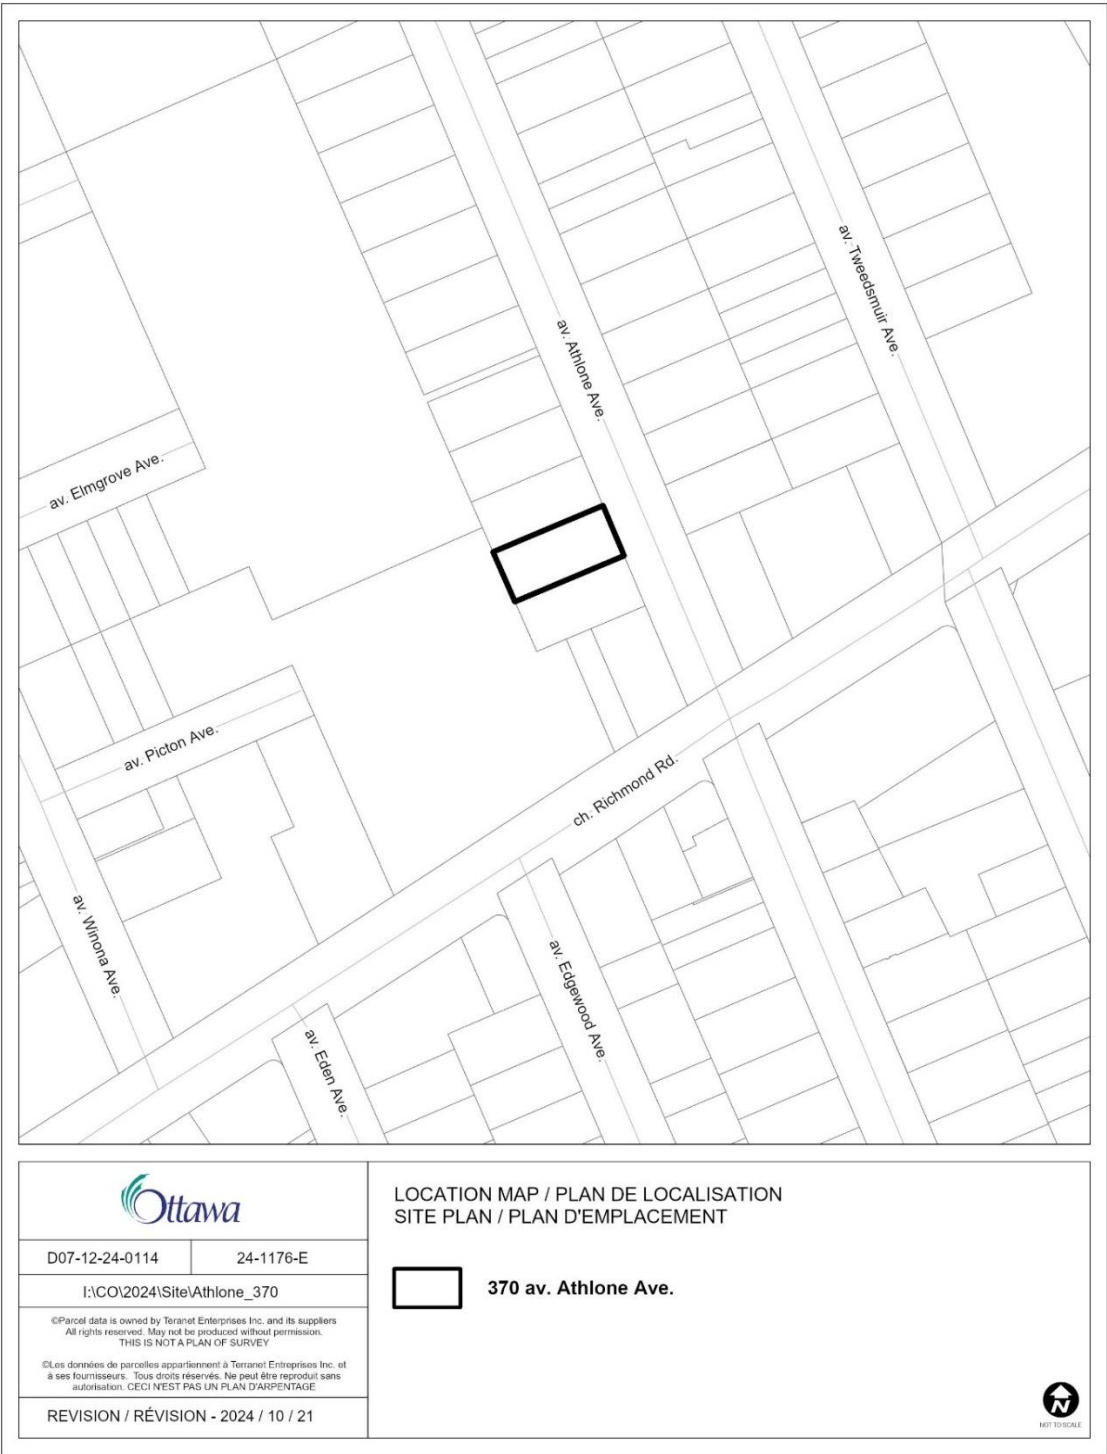 av. Tweedsmuir Ave.
av. Athlone Ave.
av. Elmgrove Ave.
av. Picton Ave.
ch. Richmond Rd.
av. Winona Ave.
av. Edgewood Ave.
av. Eden Ave.
Ottawa
D07-12-24-0114
24-1176-E
I:\CO\2024\Site\Athlone_370
©Parcel data is owned by Teranet Enterprises Inc. and its suppliers
All rights reserved. May not be produced without permission.
THIS IS NOT A PLAN OF SURVEY
©Les données de parcelles appartiennent à Terranet Entreprises Inc. et
à ses fournisseurs. Tous droits réservés. Ne peut être reproduit sans
autorisation. CECI N'EST PAS UN PLAN D'ARPENTAGE
REVISION / RÉVISION - 2024 / 10 / 21
LOCATION MAP / PLAN DE LOCALISATION
SITE PLAN / PLAN D'EMPLACEMENT
370 av. Athlone Ave.
N
NOT TO SCALE